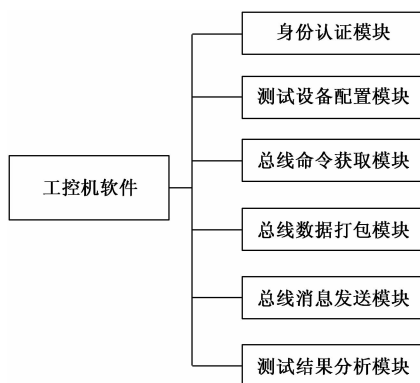 身份认证模块
测试设备配置模块
总线命令获取模块
工控机软件
总线数据打包模块
总线消息发送模块
测试结果分析模块